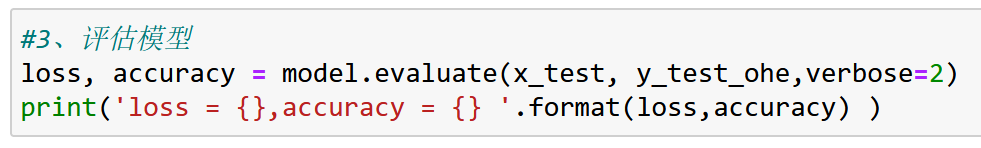 #3、评估模型
loss, accuracy = model.evaluate(x_test, y_test_ohe,verbose=2)
print('loss = {},accuracy = {} '.format(loss,accuracy) )